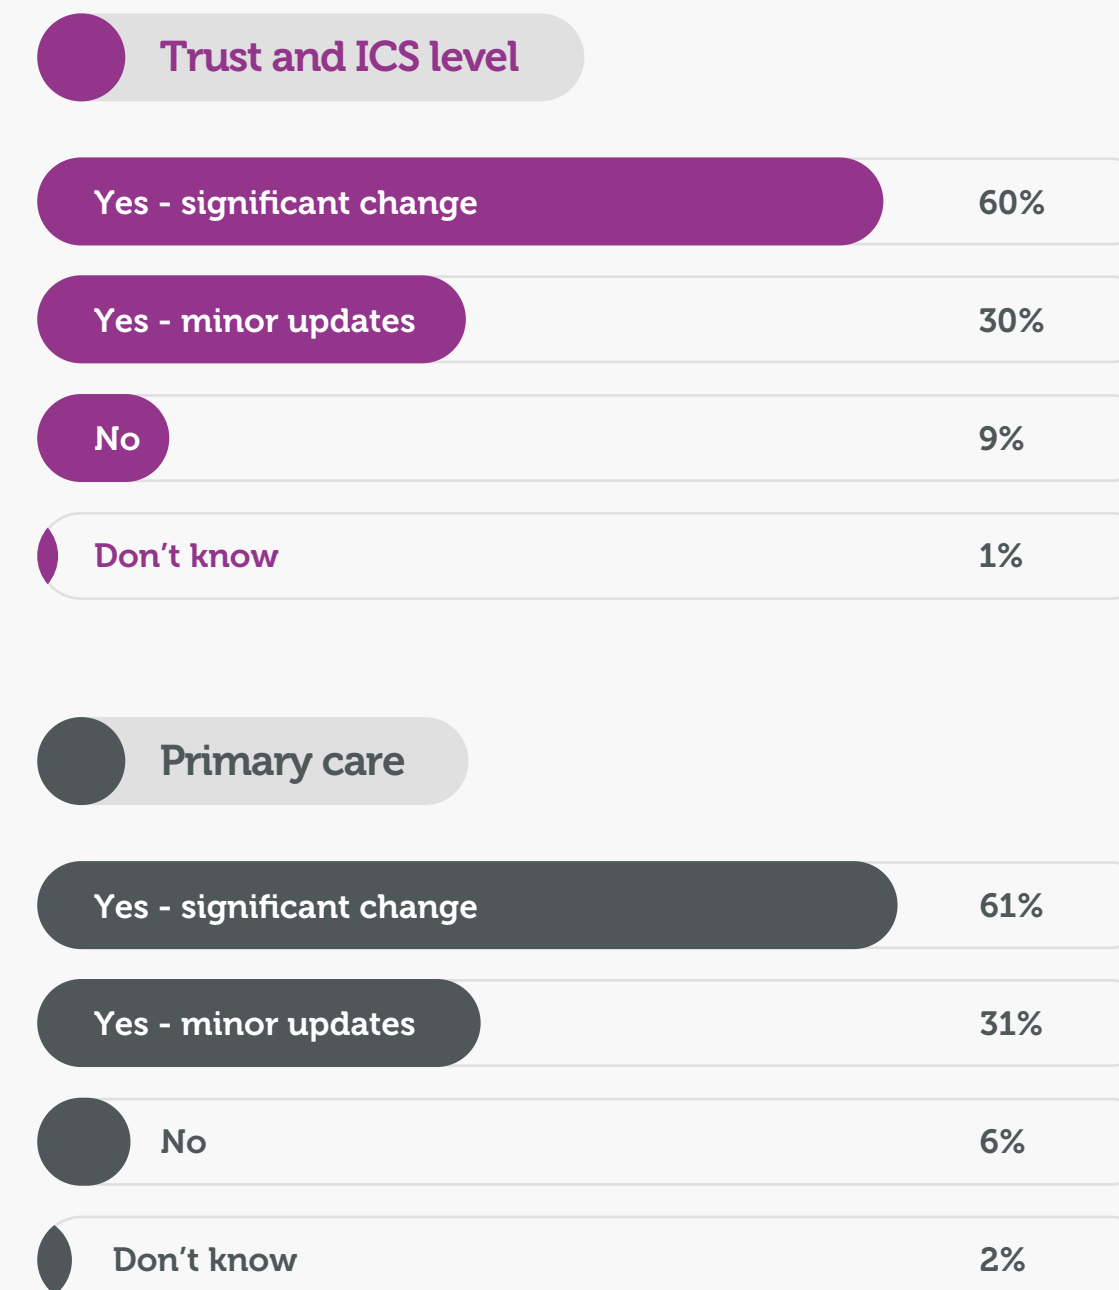 Trust and ICS level
Yes - significant change 60%
Yes - minor updates 30%
No 9%
Don’t know 1%
Primary care
Yes - significant change 61%
Yes - minor updates 31%
No 6%
Don’t know 2%